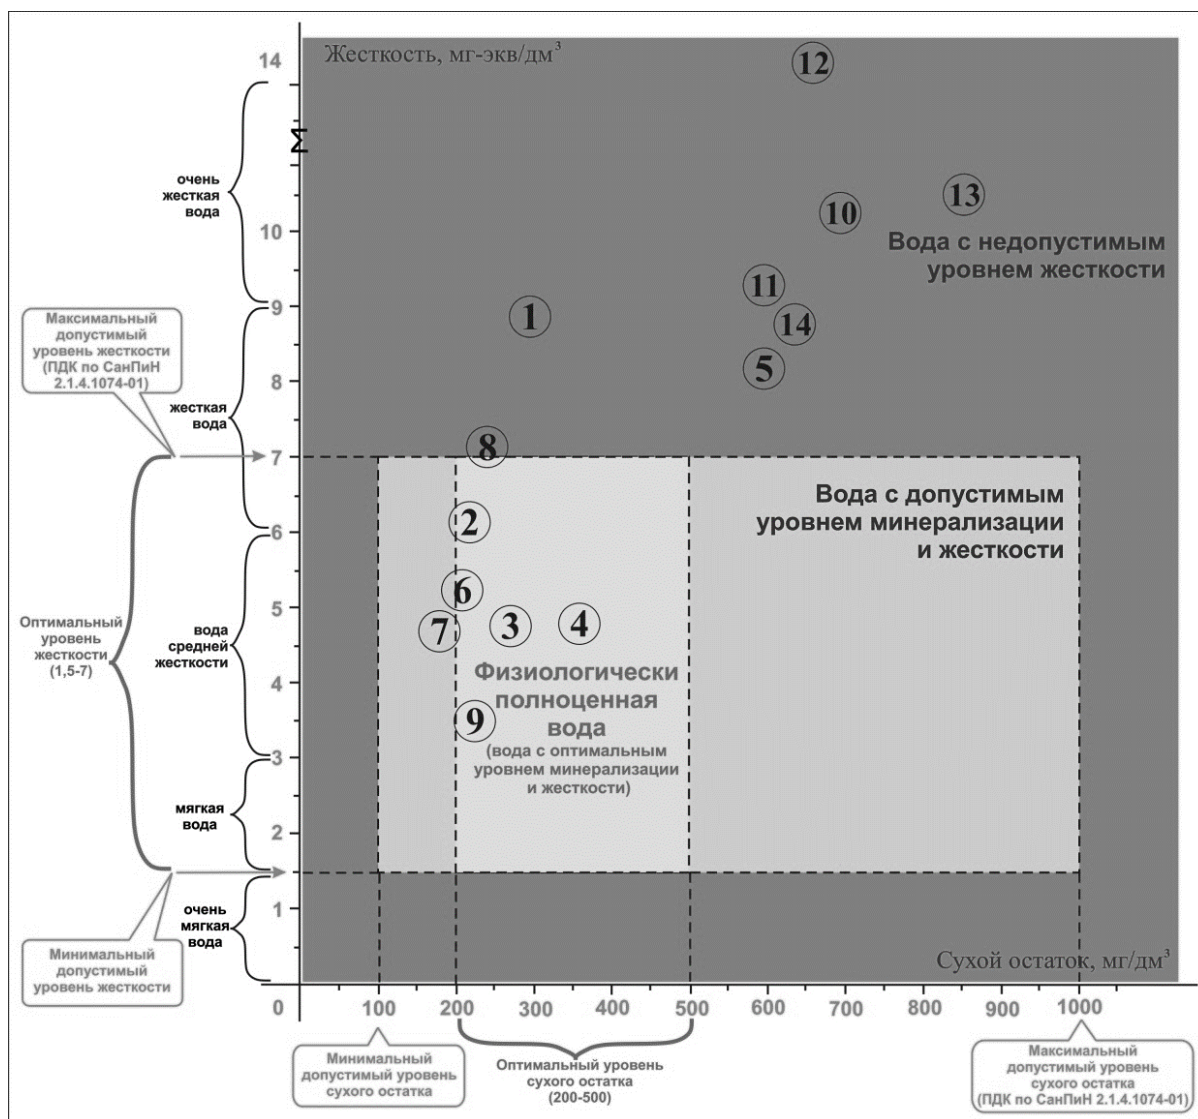 Жесткость, мг-экв/дм³
14
12
очень
жесткая
вода
13
10
10
Вода с недопустимым
уровнем жесткости
11
9
1
14
Максимальный
допустимый
уровень жесткости
(ПДК по СанПиН
2.1.4.1074-01)
5
8
жесткая
вода
8
7
Вода с допустимым
уровнем минерализации
и жесткости
2
6
6
5
Оптимальный
уровень
жесткости
(1,5-7)
вода
средней
жесткости
7
3
4
Физиологически
полноценная
вода
(вода с оптимальным
уровнем минерализации
и жесткости)
4
9
3
мягкая
вода
2
1
очень
мягкая
вода
Минимальный
допустимый
уровень жесткости
Сухой остаток, мг/дм³
0
100
200
300
400
500
600
700
800
900
1000
Минимальный
допустимый уровень
сухого остатка
Оптимальный уровень
сухого остатка
(200-500)
Максимальный
допустимый уровень
сухого остатка
(ПДК по СанПиН 2.1.4.1074-01)